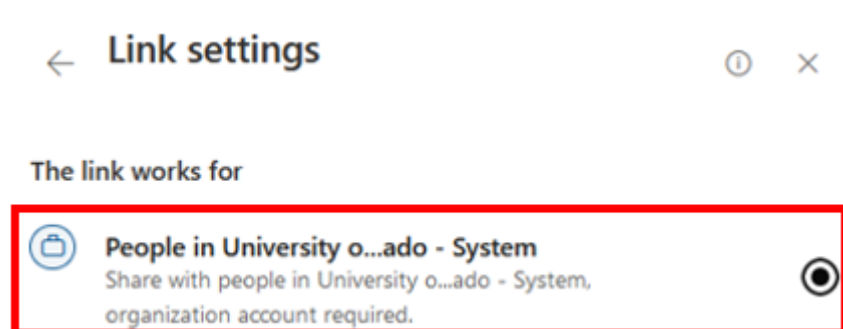 Link settings
The link works for
People in University o...ado - System
Share with people in University o...ado - System,
organization account required.